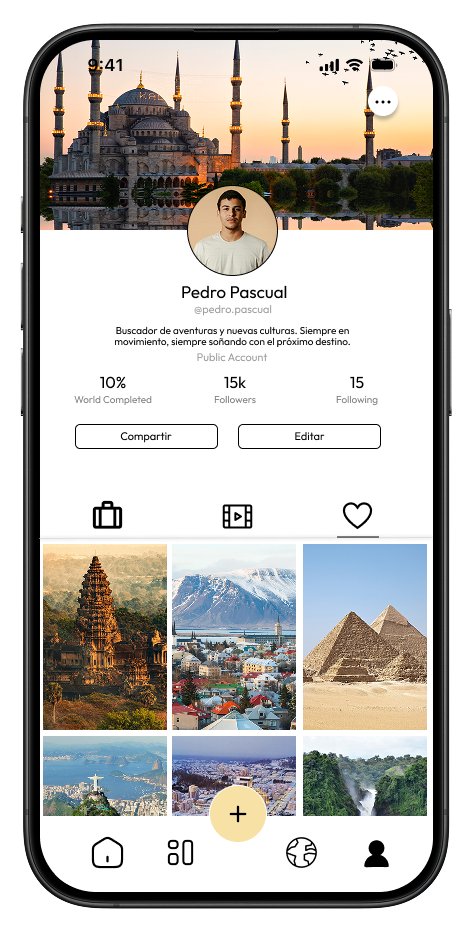 9:41
Pedro Pascual
@pedro.pascual
Buscador de aventuras y nuevas culturas. Siempre en
movimiento, siempre soñando con el próximo destino.
Public Account
10% 15k 15
World Completed Followers Following
Compartir Editar